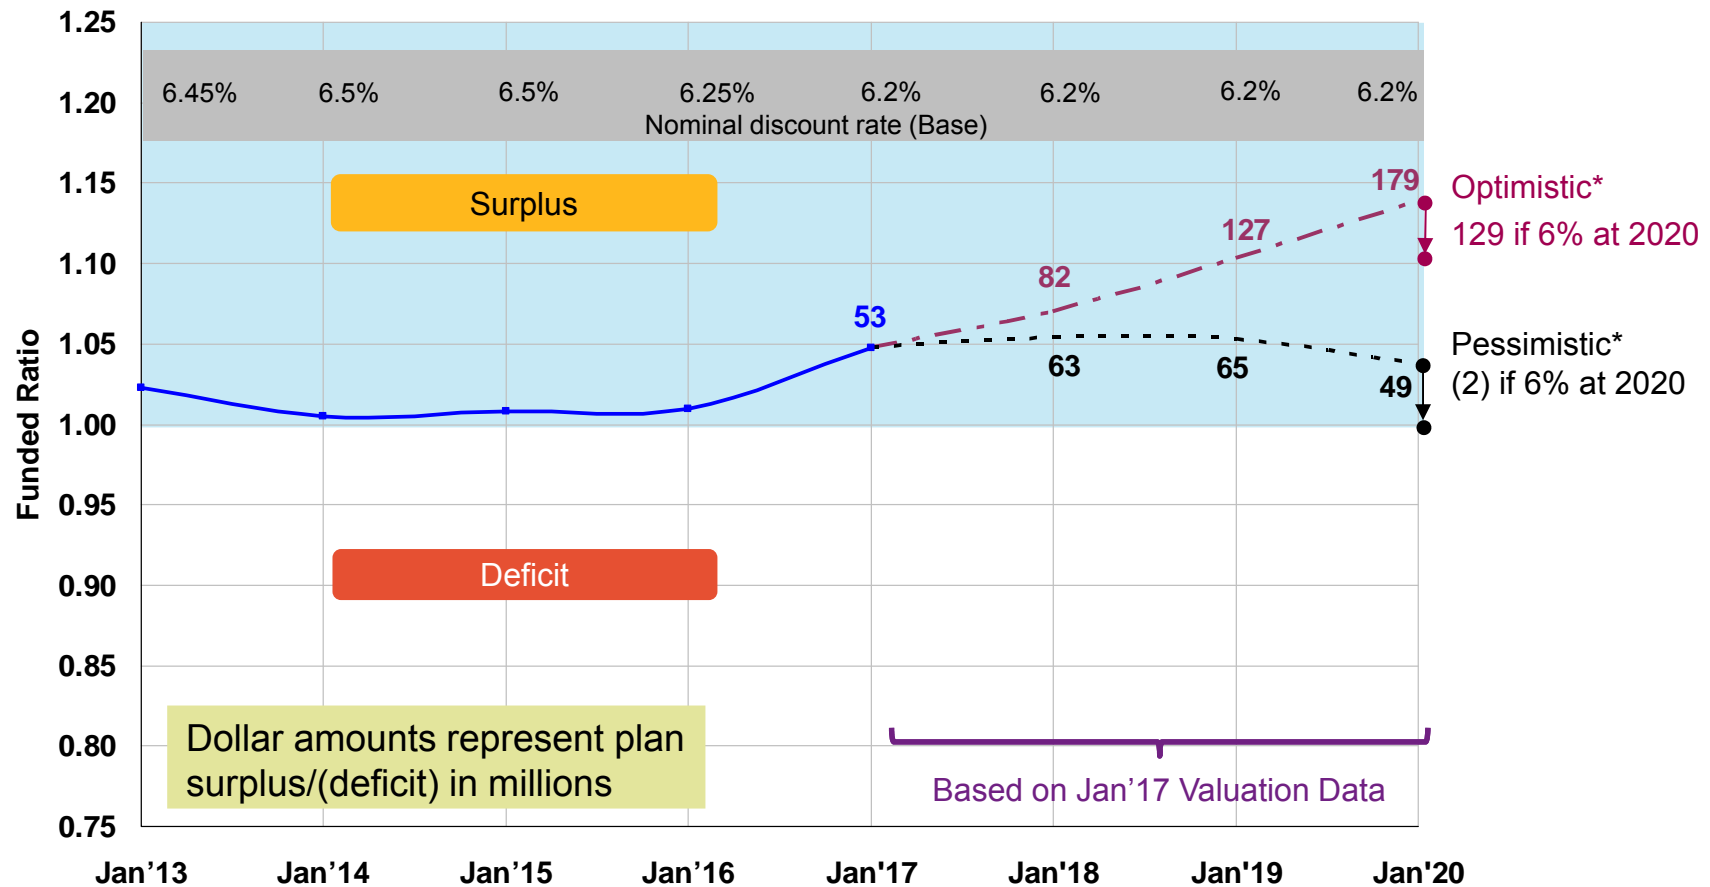 1.25
1.20
1.15
1.10
1.05
1.00
0.95
0.90
0.85
0.80
0.75
Funded Ratio
6.45% 6.5% 6.5% 6.25% 6.2% 6.2% 6.2% 6.2%
Nominal discount rate (Base)
Surplus
Deficit
53
82
127
179
63
65
49
Optimistic*
129 if 6% at 2020
Pessimistic*
(2) if 6% at 2020
Dollar amounts represent plan
surplus/(deficit) in millions
Based on Jan’17 Valuation Data
Jan’13 Jan’14 Jan’15 Jan’16 Jan'17 Jan'18 Jan'19 Jan'20